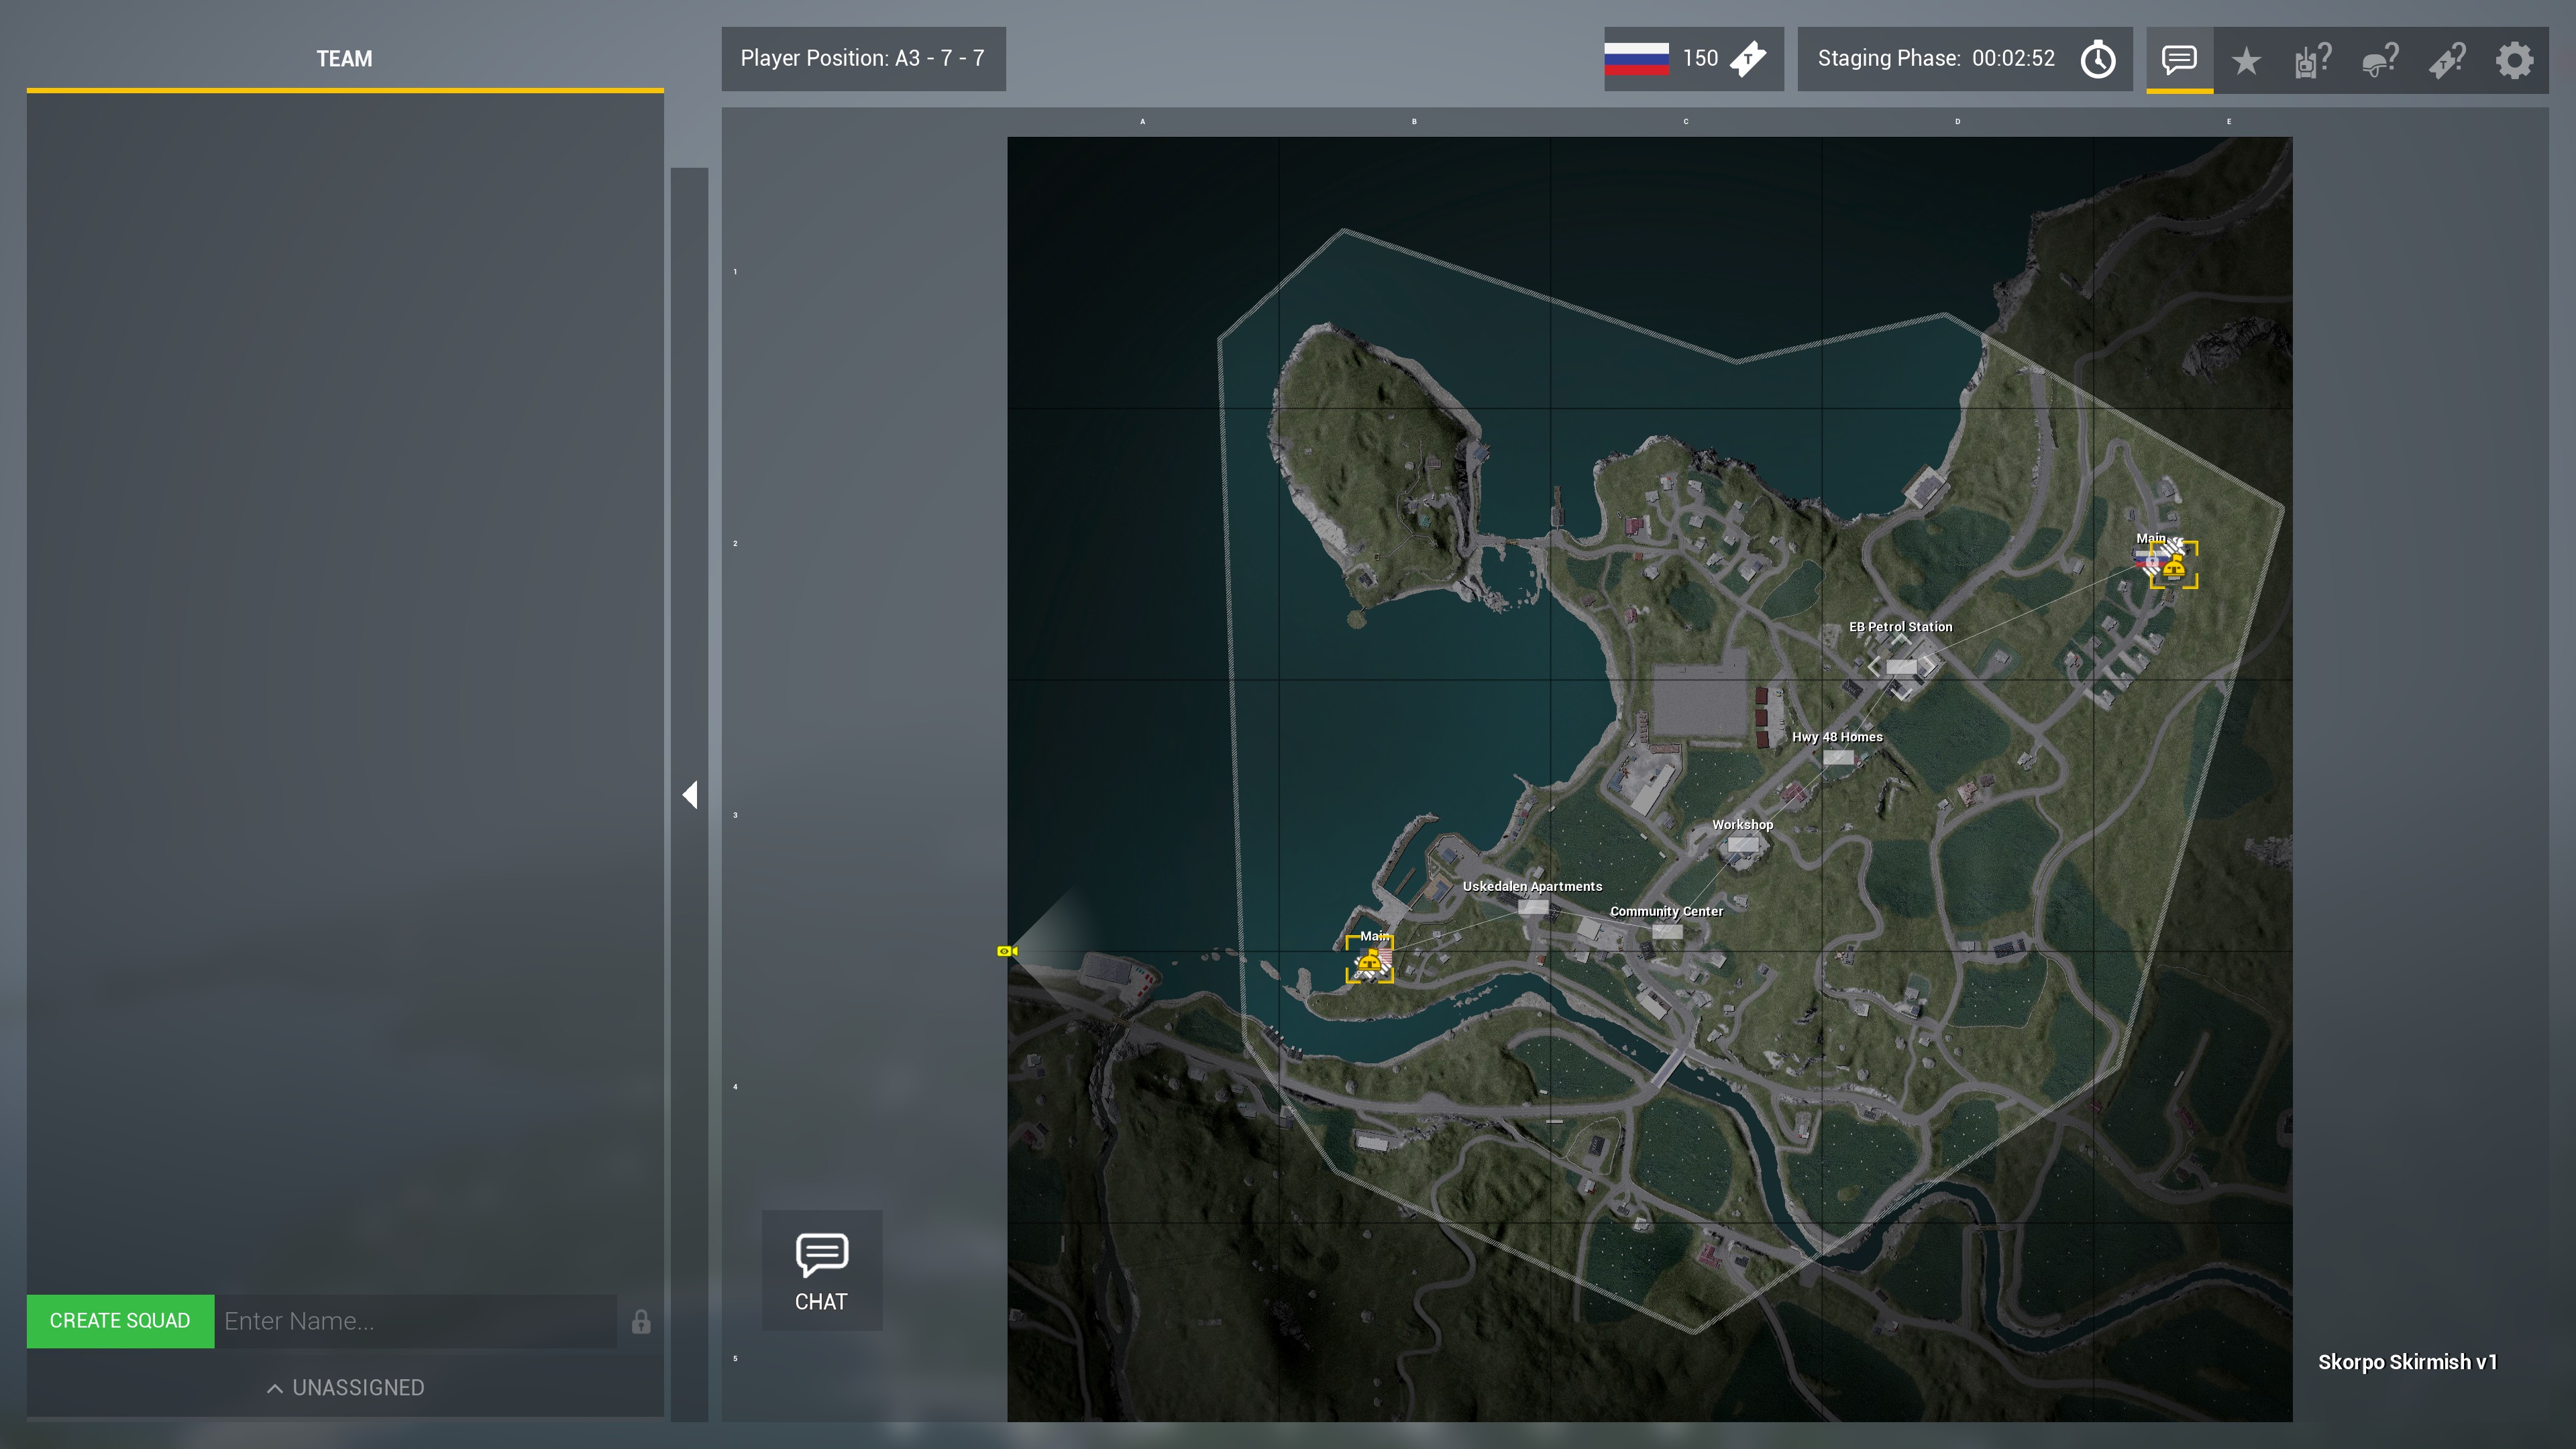 TEAM
Player Position: A3 - 7 - 7
150
T
Staging Phase: 00:02:52
?
?
T?
A
B
C
D
E
1
2
3
4
5
Main
EB Petrol Station
Hwy 48 Homes
Workshop
Uskedalen Apartments
Community Center
Main
CHAT
CREATE SQUAD
Enter Name...
UNASSIGNED
Skorpo Skirmish v1